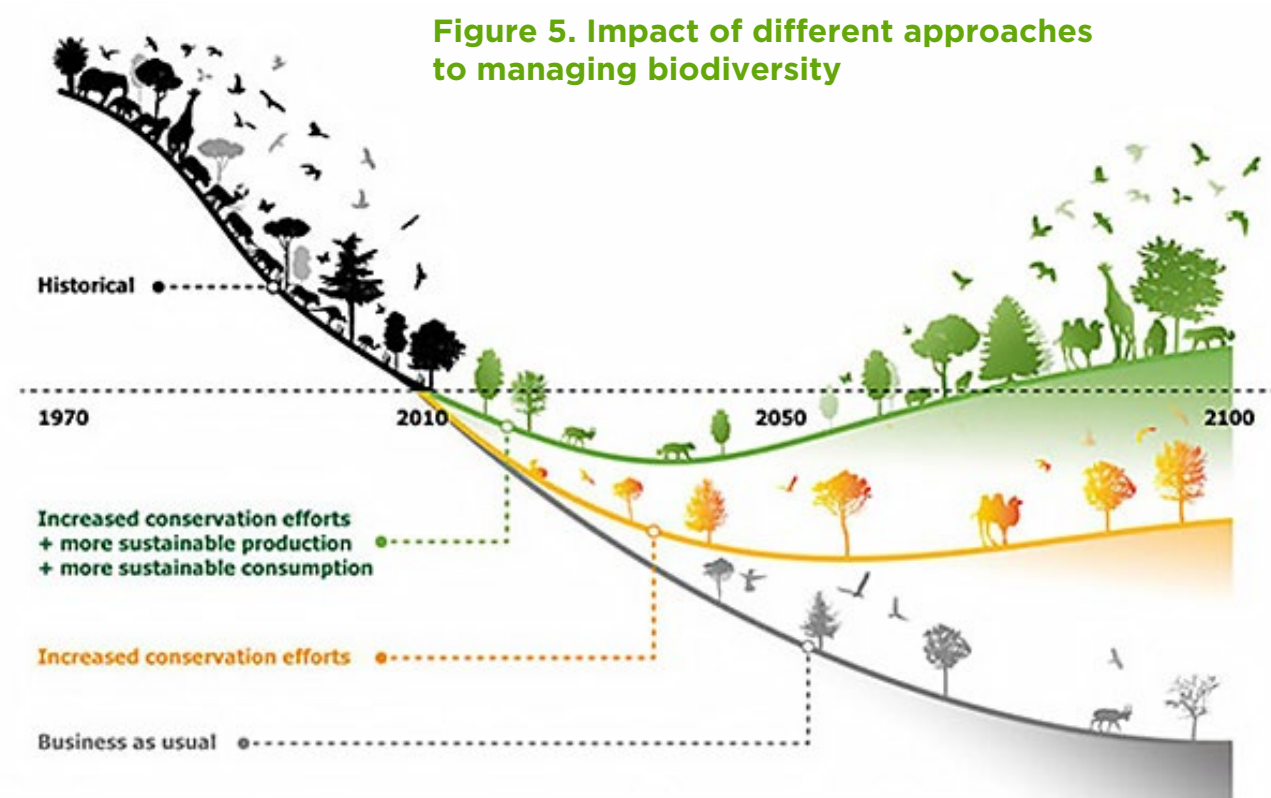 Figure 5. Impact of different approaches
to managing biodiversity
Historical
1970
2010
2050
2100
Increased conservation efforts
+ more sustainable production
+ more sustainable consumption
Increased conservation efforts
Business as usual